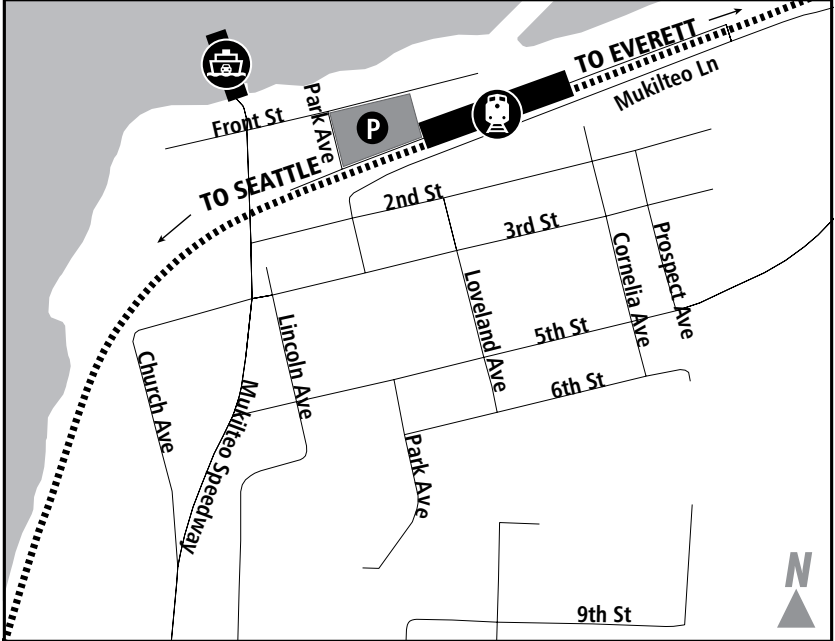 TO EVERETT
Mukilteo Ln
Park Ave
Front St
P
TO SEATTLE
2nd St
3rd St
Cornelia Ave
Prospect Ave
Loveland Ave
Lincoln Ave
5th St
Church Ave
Mukilteo Speedway
6th St
Park Ave
N
9th St